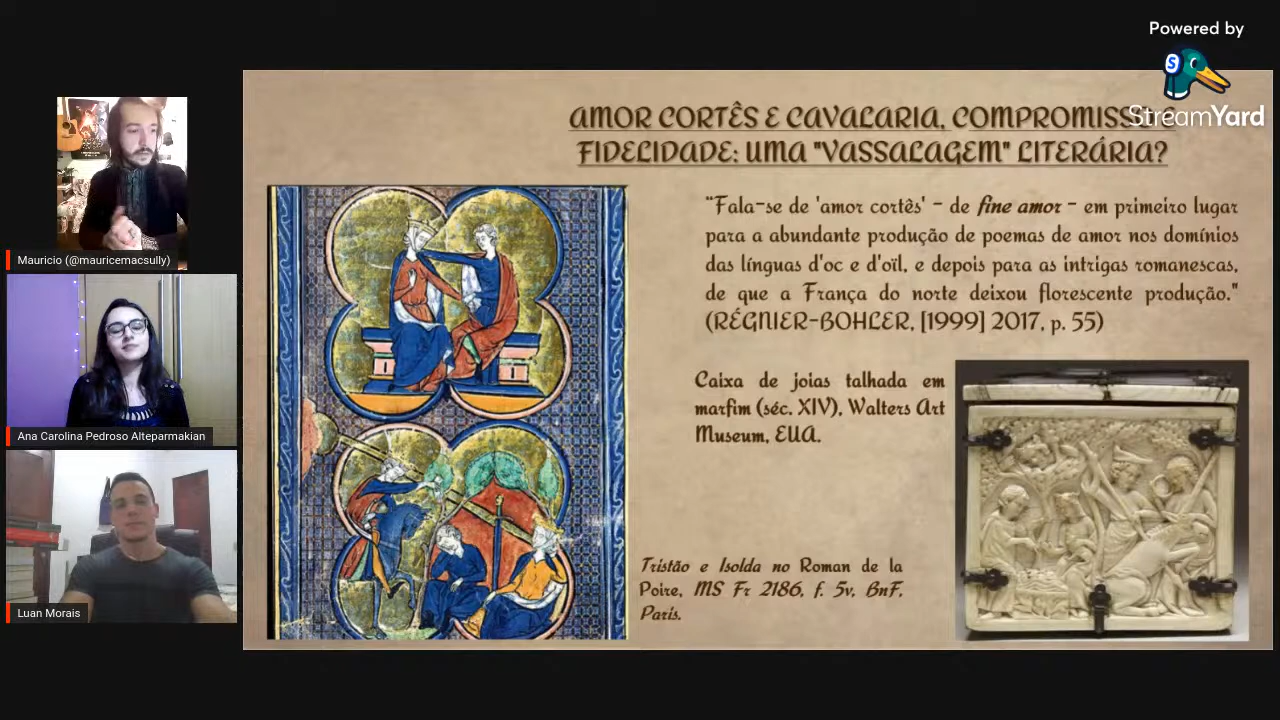 Powered by
StreamYard
Mauricio (@mauricemacsully)
Ana Carolina Pedroso Alteparmakian
Luan Morais
AMOR CORTÊS E CAVALARIA, COMPROMISSO E
FIDELIDADE: UMA "VASSALAGEM" LITERÁRIA?
"Fala-se de 'amor cortês' - de fine amor - em primeiro lugar
para a abundante produção de poemas de amor nos domínios
das línguas d'oc e d'oïl, e depois para as intrigas romanescas,
de que a França do norte deixou florescente produção."
(RÉGNIER-BOHLER, [1999] 2017, p. 55)
Caixa de joias talhada em
marfim (séc. XIV), Walters Art
Museum, EUA.
Tristão e Isolda no Roman de la
Poire, MS Fr 2186, f. 5v, BnF,
Paris.